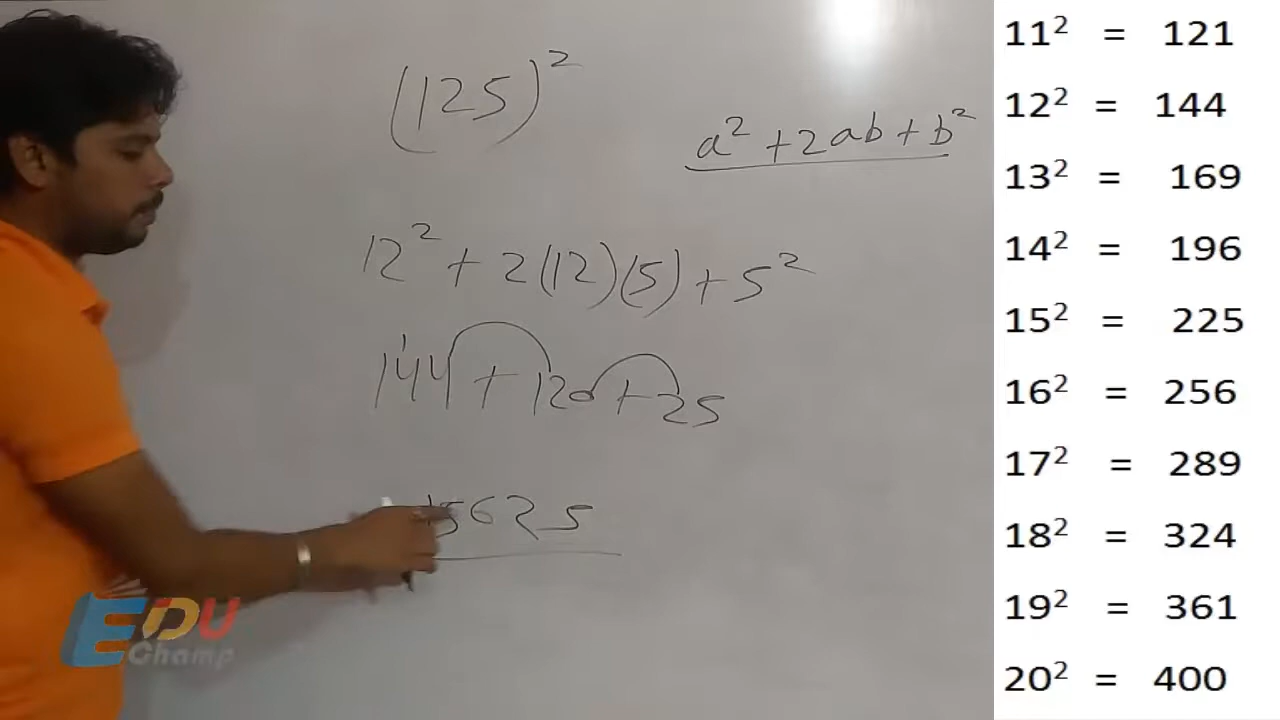 (125)²
a² + 2ab + b²
12² + 2(12)(5) + 5²
144 + 120 + 25
15625
11² = 121
12² = 144
13² = 169
14² = 196
15² = 225
16² = 256
17² = 289
18² = 324
19² = 361
20² = 400
EDU
Champ